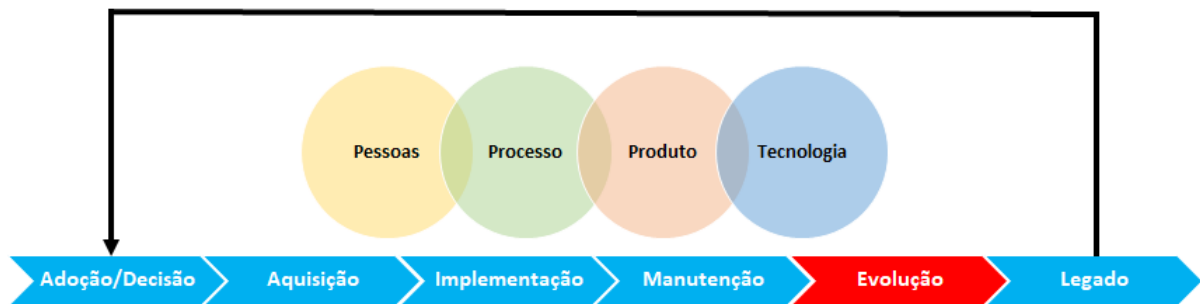 Pessoas
Processo
Produto
Tecnologia
Adoção/Decisão
Aquisição
Implementação
Manutenção
Evolução
Legado